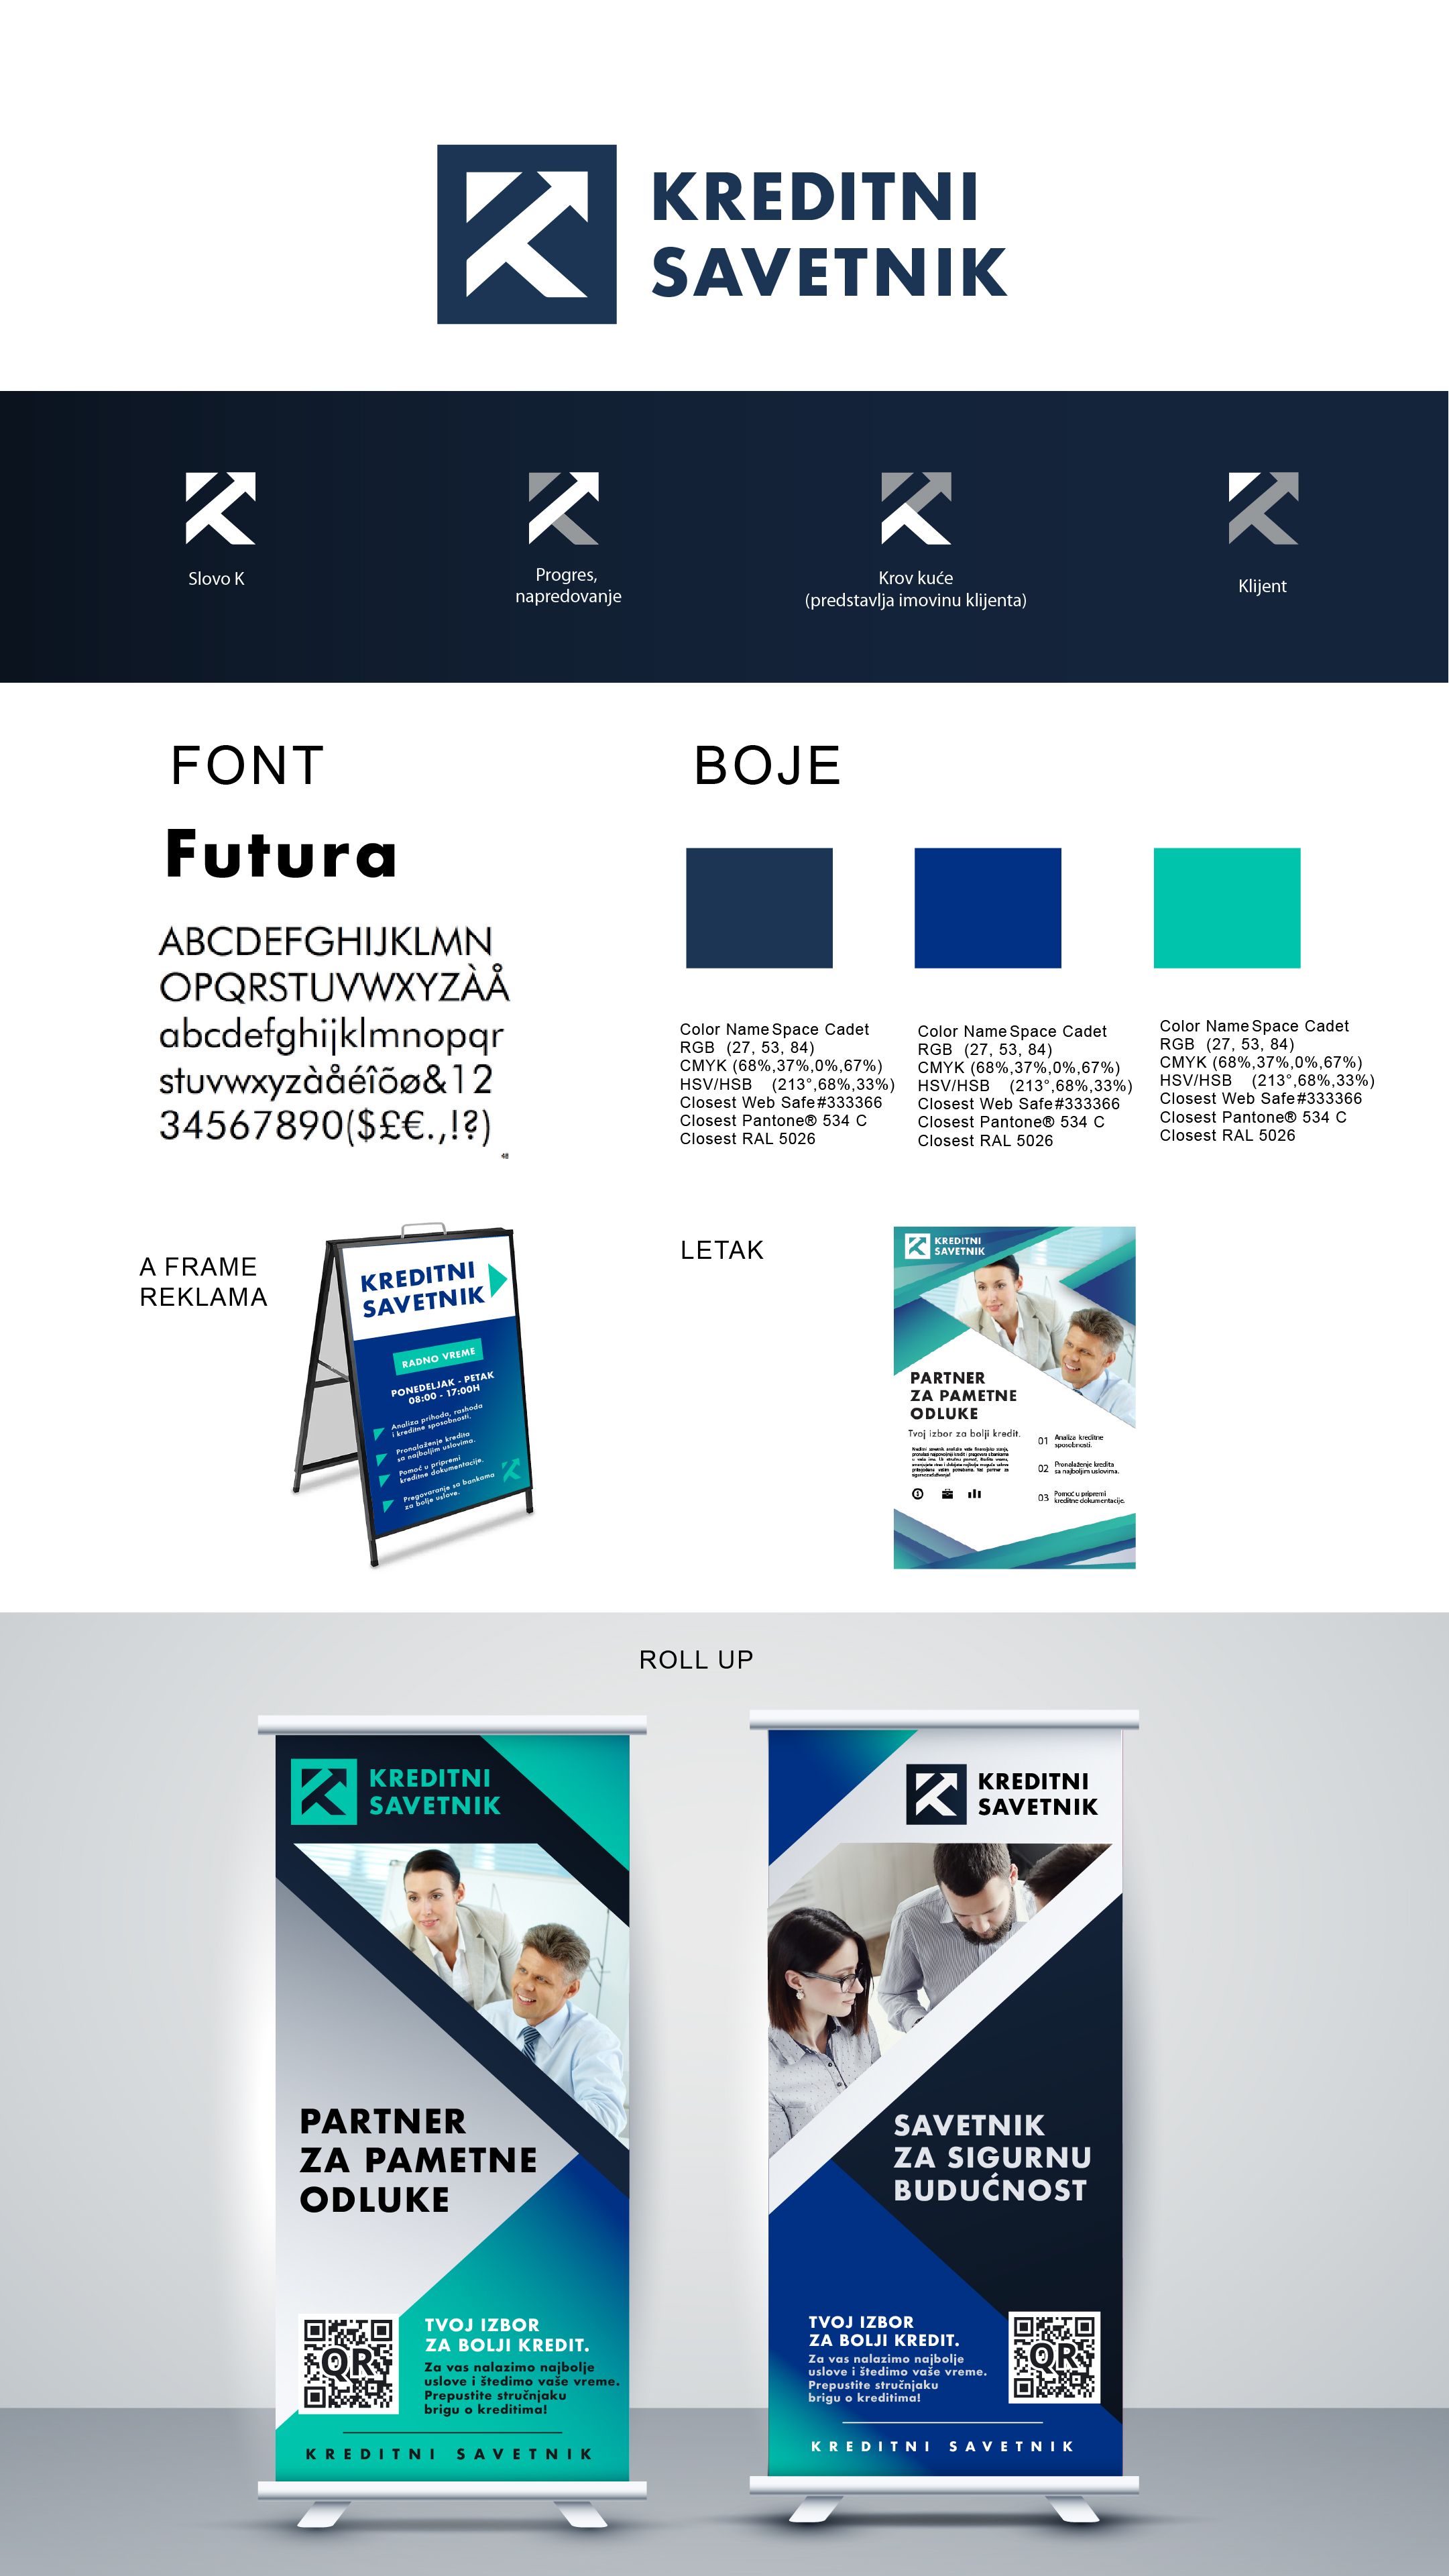 KREDITNI
SAVETNIK
Slovo K
Progres,
napredovanje
Krov kuće
(predstavlja imovinu klijenta)
Klijent
FONT
Futura
ABCDEFGHIJKLMN
OPQRSTUVWXYZÀÅ
abcdefghijklmnopqr
stuvwxyzàåéîõø&12
34567890($£€.,!?)
48
BOJE
Color Name Space Cadet
RGB (27, 53, 84)
CMYK (68%,37%,0%,67%)
HSV/HSB (213°,68%,33%)
Closest Web Safe #333366
Closest Pantone® 534 C
Closest RAL 5026
Color Name Space Cadet
RGB (27, 53, 84)
CMYK (68%,37%,0%,67%)
HSV/HSB (213°,68%,33%)
Closest Web Safe #333366
Closest Pantone® 534 C
Closest RAL 5026
Color Name Space Cadet
RGB (27, 53, 84)
CMYK (68%,37%,0%,67%)
HSV/HSB (213°,68%,33%)
Closest Web Safe #333366
Closest Pantone® 534 C
Closest RAL 5026
A FRAME
REKLAMA
KREDITNI
SAVETNIK
RADNO VREME
PONEDELJAK - PETAK
08:00 - 17:00H
Analiza prihoda, rashoda
i kreditne sposobnosti.
Pronalaženje kredita
sa najboljim uslovima.
Pomoć u pripremi
kreditne dokumentacije.
Pregovaranje sa bankama
za bolje uslove.
LETAK
KREDITNI
SAVETNIK
PARTNER
ZA PAMETNE
ODLUKE
Tvoj izbor za bolji kredit.
01 Analiza kreditne
sposobnosti.
02 Pronalaženje kredita
sa najboljim uslovima.
03 Pomoć u pripremi
kreditne dokumentacije.
ROLL UP
KREDITNI
SAVETNIK
PARTNER
ZA PAMETNE
ODLUKE
QR
TVOJ IZBOR
ZA BOLJI KREDIT.
Za vas nalazimo najbolje
uslove i štedimo vaše vreme.
Prepustite stručnjaku
brigu o kreditima!
KREDITNI SAVETNIK
KREDITNI
SAVETNIK
SAVETNIK
ZA SIGURNU
BUDUĆNOST
TVOJ IZBOR
ZA BOLJI KREDIT.
Za vas nalazimo najbolje
uslove i štedimo vaše vreme.
Prepustite stručnjaku
brigu o kreditima!
QR
KREDITNI SAVETNIK